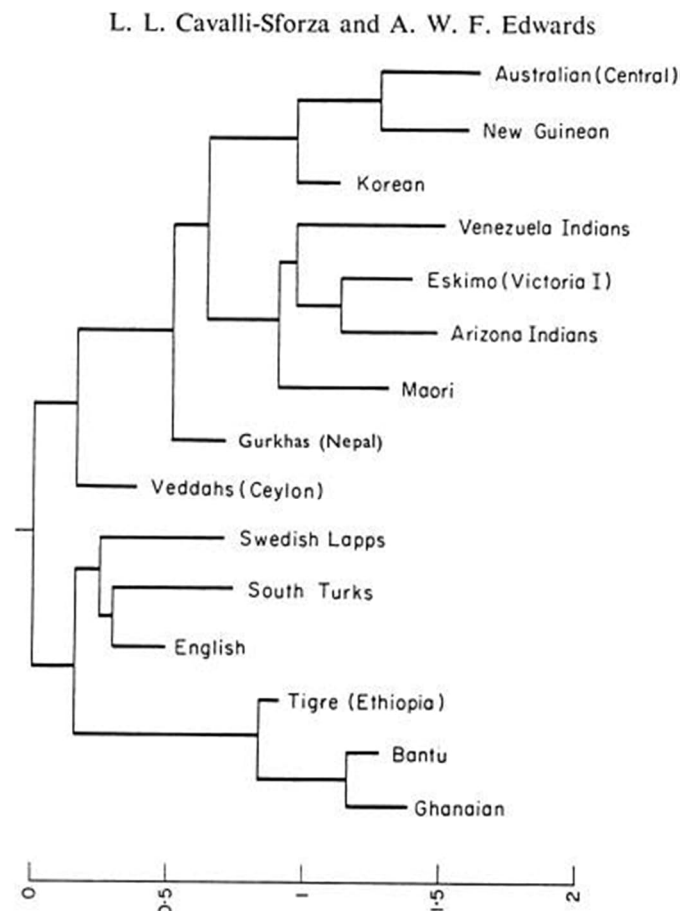 L. L. Cavalli-Sforza and A. W. F. Edwards
Australian (Central)
New Guinean
Korean
Venezuela Indians
Eskimo (Victoria I)
Arizona Indians
Maori
Gurkhas (Nepal)
Veddahs (Ceylon)
Swedish Lapps
South Turks
English
Tigre (Ethiopia)
Bantu
Ghanaian
0
0·5
1
1·5
2